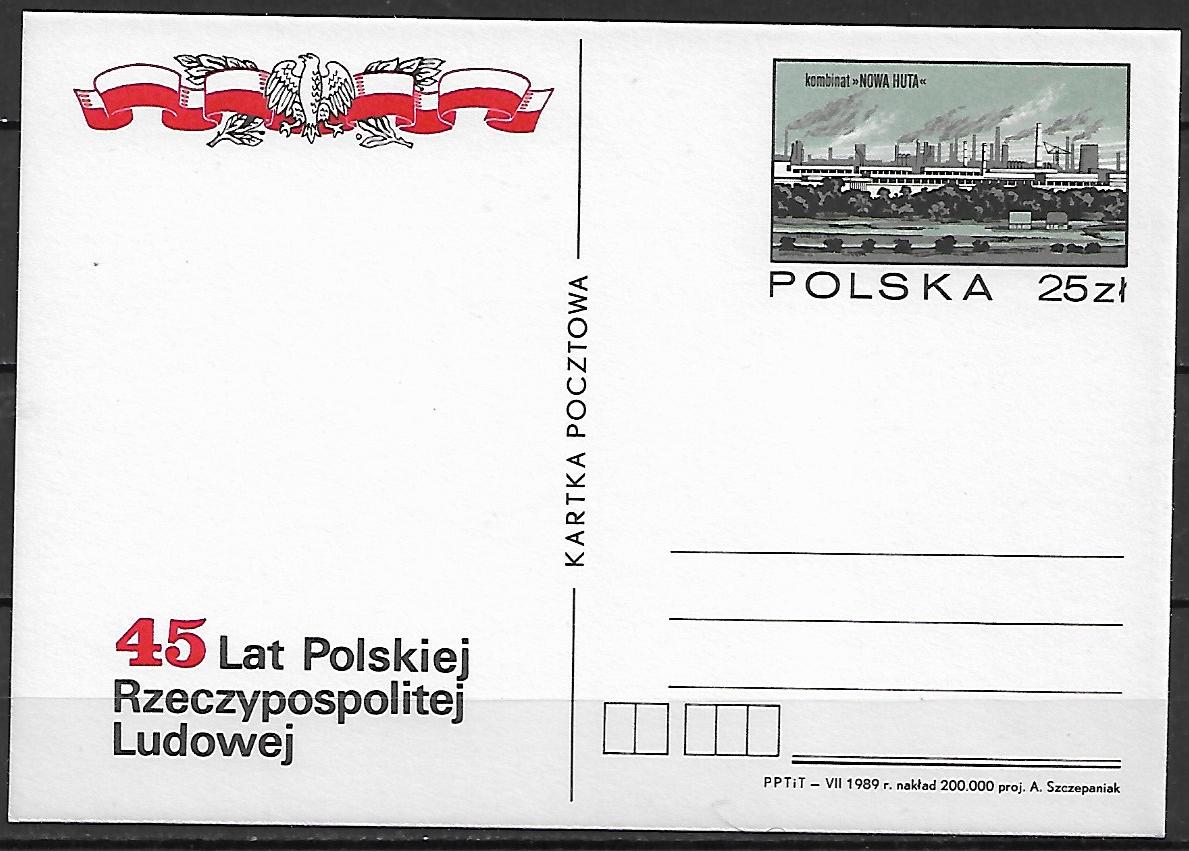 kombinat »NOWA HUTA«
POLSKA 25zł
KARTKA POCZTOWA
45 Lat Polskiej
Rzeczypospolitej
Ludowej
PPTiT – VII 1989 r. nakład 200.000 proj. A. Szczepaniak